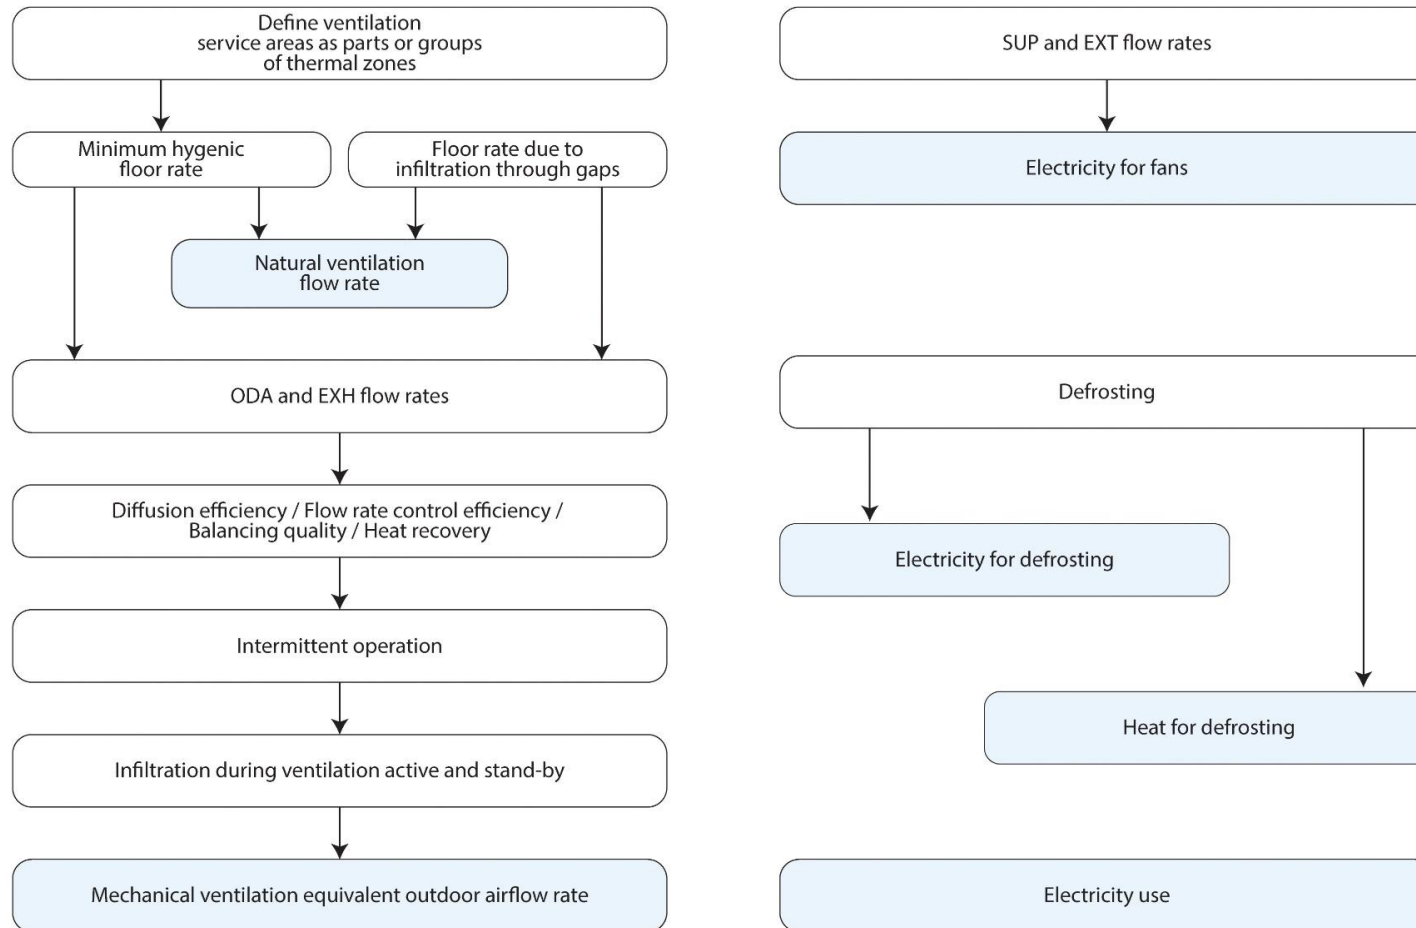 Define ventilation
service areas as parts or groups
of thermal zones
Minimum hygenic
floor rate
Floor rate due to
infiltration through gaps
Natural ventilation
flow rate
ODA and EXH flow rates
Diffusion efficiency / Flow rate control efficiency /
Balancing quality / Heat recovery
Intermittent operation
Infiltration during ventilation active and stand-by
Mechanical ventilation equivalent outdoor airflow rate
SUP and EXT flow rates
Electricity for fans
Defrosting
Electricity for defrosting
Heat for defrosting
Electricity use